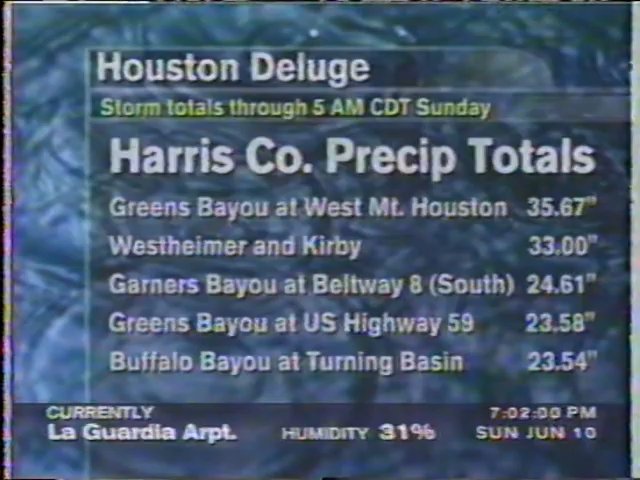 Houston Deluge
Storm totals through 5 AM CDT Sunday
Harris Co. Precip Totals
Greens Bayou at West Mt. Houston 35.67"
Westheimer and Kirby 33.00"
Garners Bayou at Beltway 8 (South) 24.61"
Greens Bayou at US Highway 59 23.58"
Buffalo Bayou at Turning Basin 23.54"
CURRENTLY 7:02:00 PM
La Guardia Arpt. HUMIDITY 31% SUN JUN 10